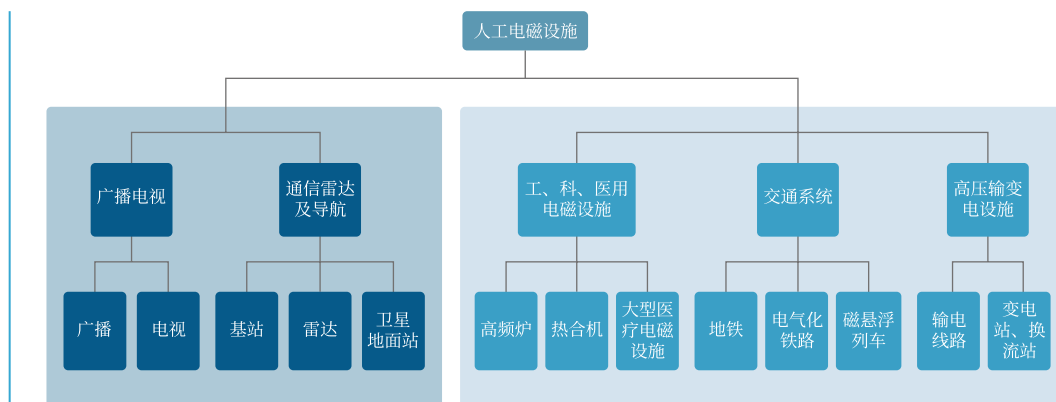 人工电磁设施
广播电视
通信雷达
及导航
工、科、医用
电磁设施
交通系统
高压输变
电设施
广播
电视
基站
雷达
卫星
地面站
高频炉
热合机
大型医
疗电磁
设施
地铁
电气化
铁路
磁悬浮
列车
输电
线路
变电
站、换
流站